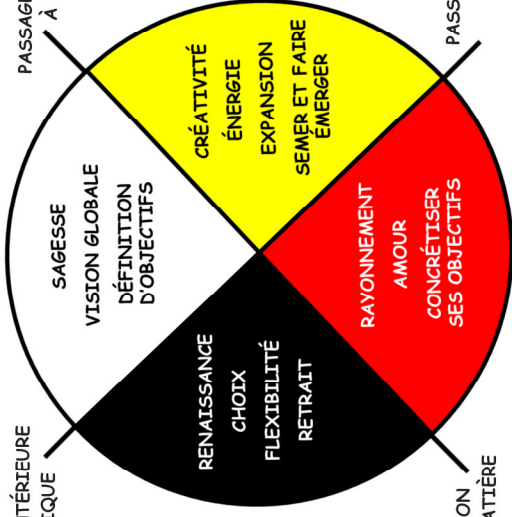 PASSAGE
À
SAGESSE
VISION GLOBALE
DÉFINITION
D'OBJECTIFS
CRÉATIVITÉ
ÉNERGIE
EXPANSION
SEMER ET FAIRE
ÉMERGER
PASS
RAYONNEMENT
AMOUR
CONCRÉTISER
SES OBJECTIFS
RENAISSANCE
CHOIX
FLEXIBILITÉ
RETRAIT
TÉRIEURE
IQUE
ON
ATIÈRE